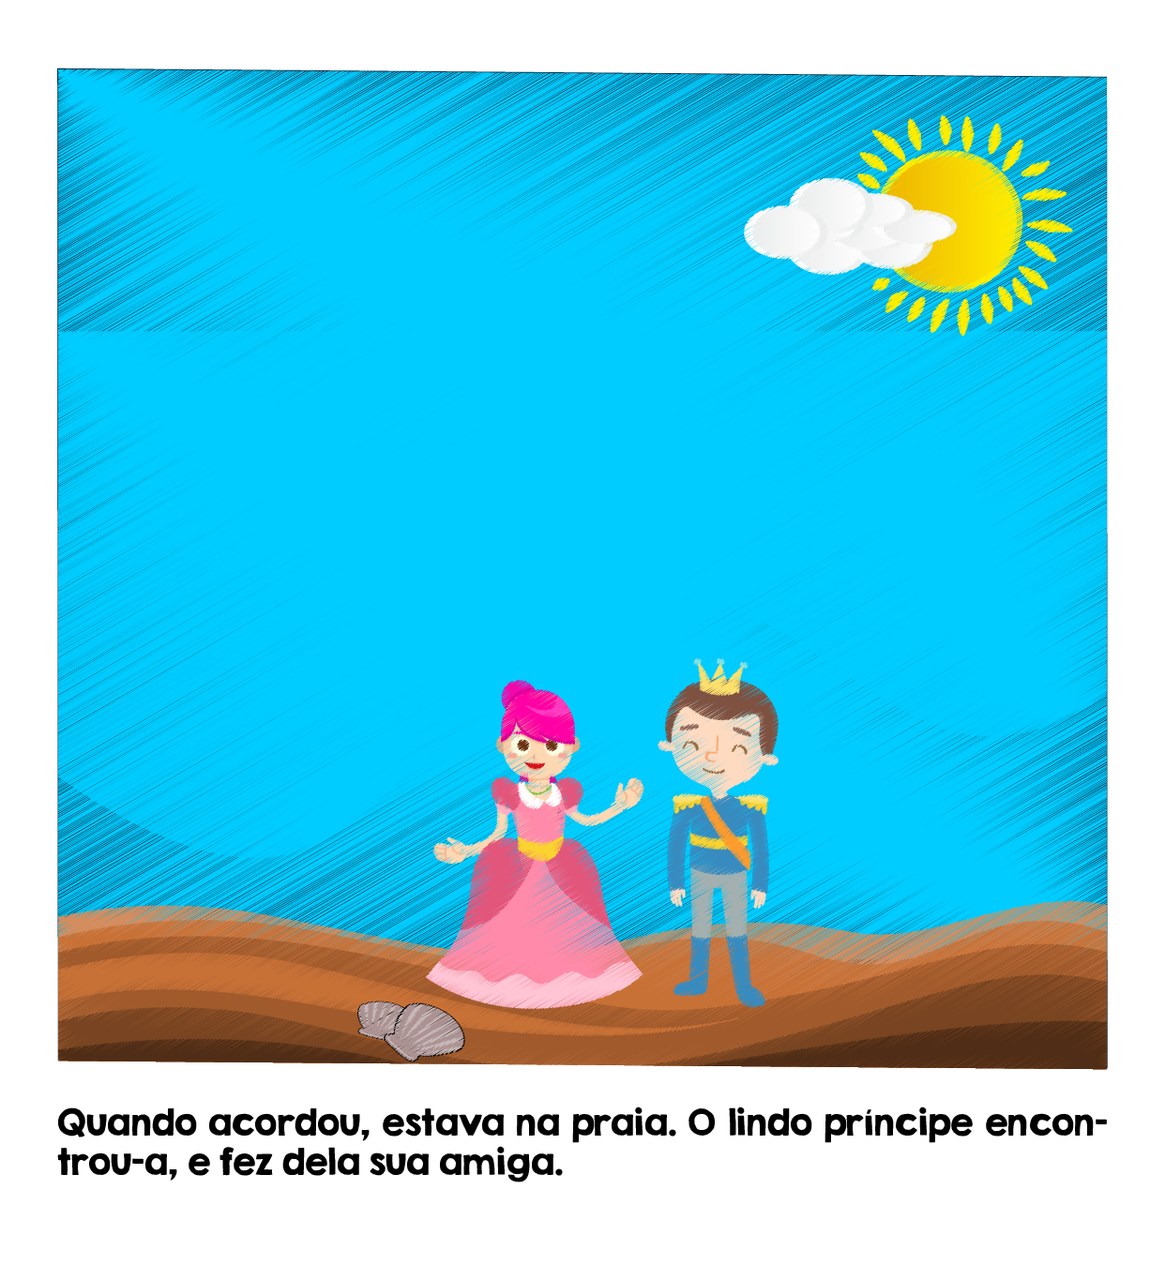 Quando acordou, estava na praia. O lindo príncipe encon-
trou-a, e fez dela sua amiga.